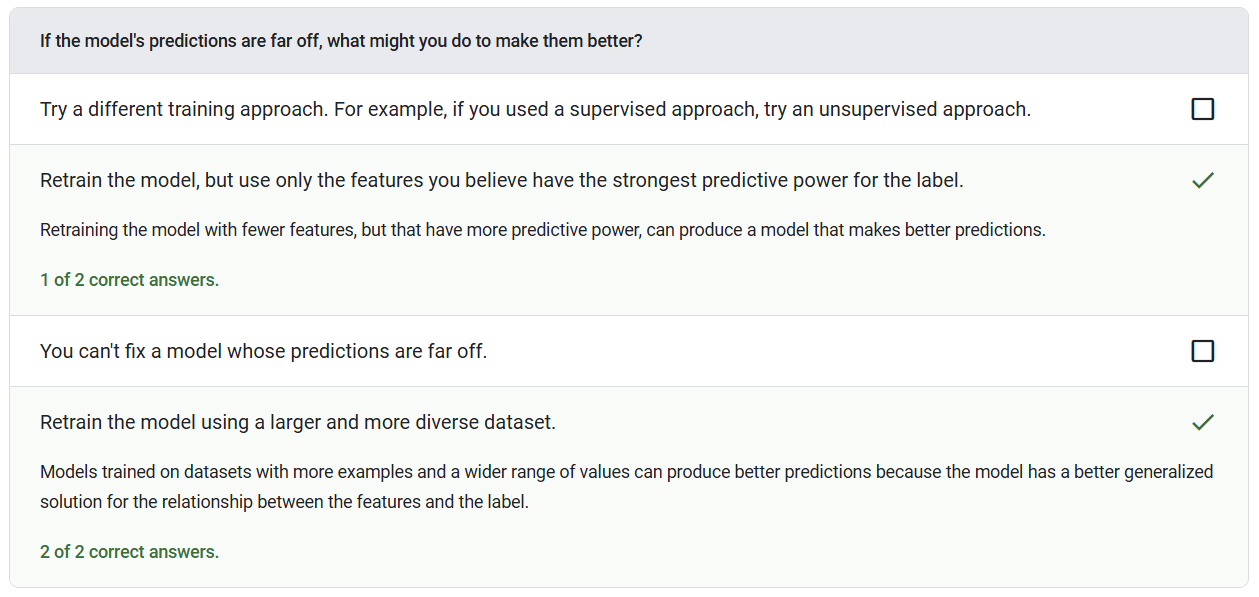 If the model's predictions are far off, what might you do to make them better?
Try a different training approach. For example, if you used a supervised approach, try an unsupervised approach.
Retrain the model, but use only the features you believe have the strongest predictive power for the label.
Retraining the model with fewer features, but that have more predictive power, can produce a model that makes better predictions.
1 of 2 correct answers.
You can't fix a model whose predictions are far off.
Retrain the model using a larger and more diverse dataset.
Models trained on datasets with more examples and a wider range of values can produce better predictions because the model has a better generalized
solution for the relationship between the features and the label.
2 of 2 correct answers.